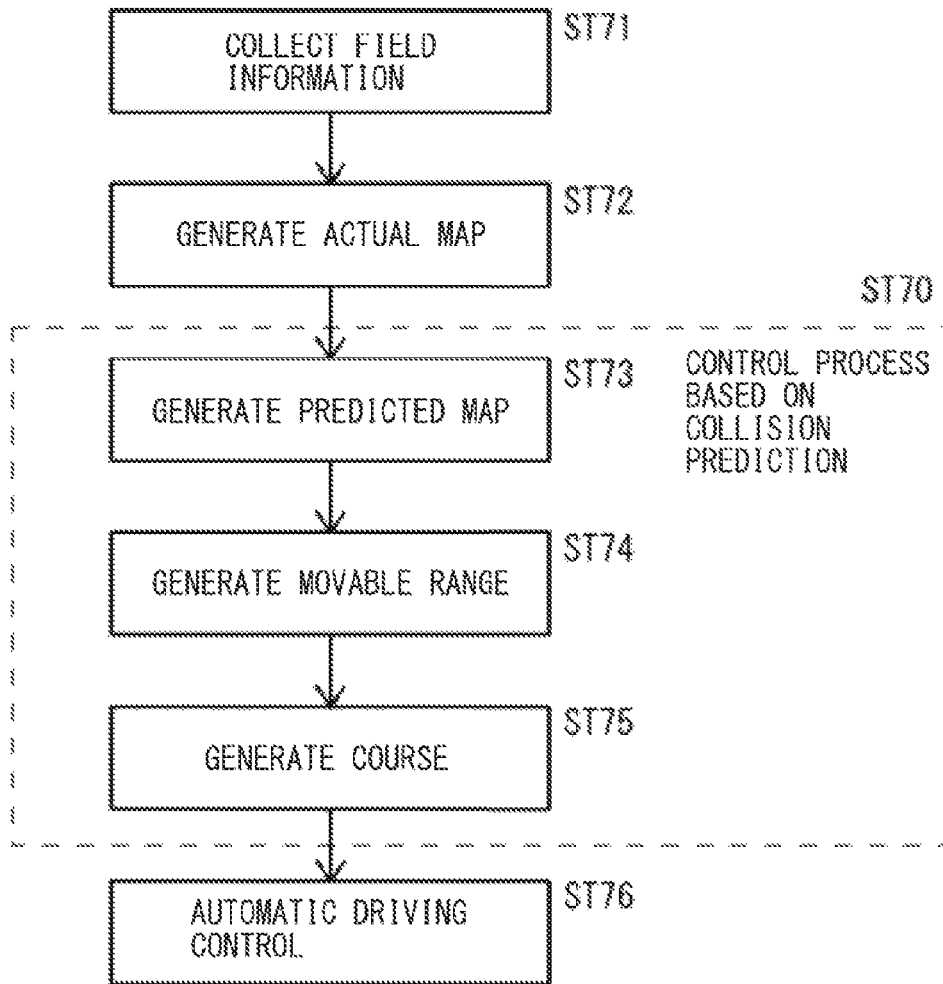 COLLECT FIELD
INFORMATION
ST71
GENERATE ACTUAL MAP
ST72
ST70
GENERATE PREDICTED MAP
ST73
CONTROL PROCESS
BASED ON
COLLISION
PREDICTION
GENERATE MOVABLE RANGE
ST74
GENERATE COURSE
ST75
AUTOMATIC DRIVING
CONTROL
ST76